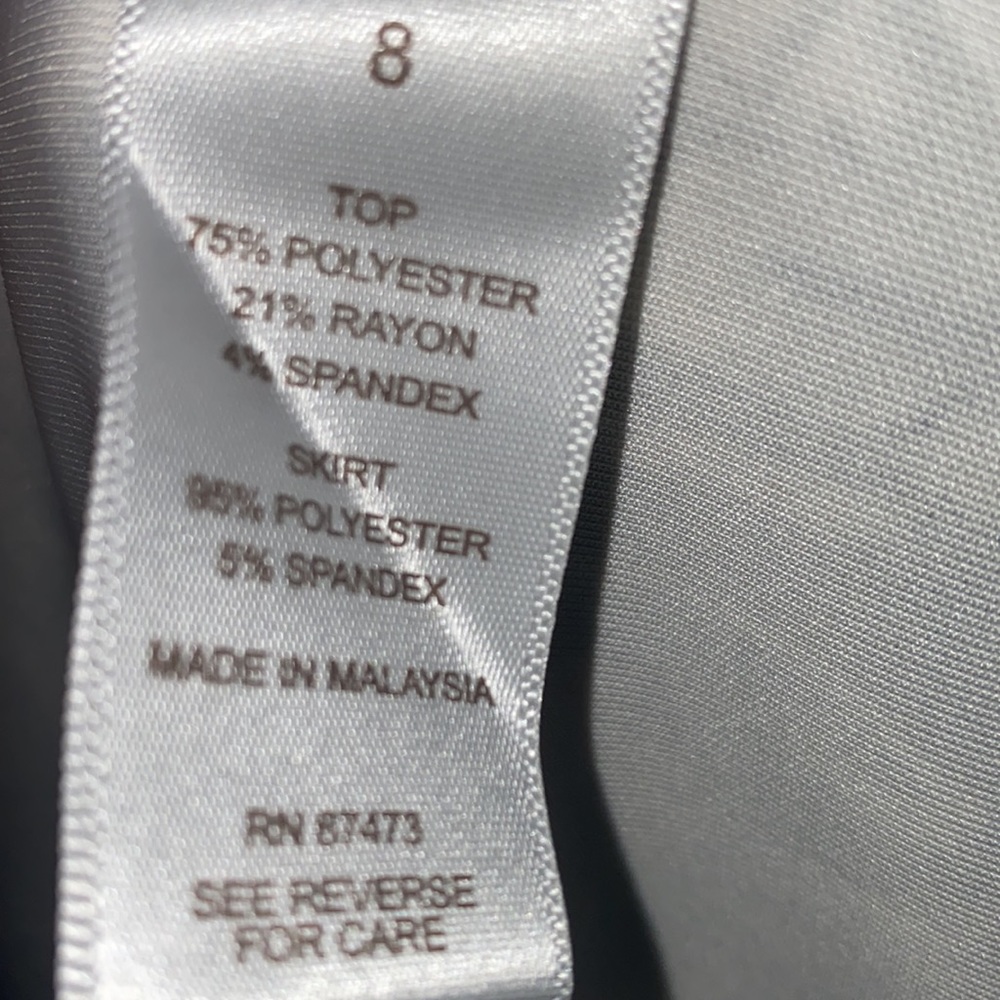 8
TOP
75% POLYESTER
21% RAYON
4% SPANDEX
SKIRT
95% POLYESTER
5% SPANDEX
MADE IN MALAYSIA
RN 87473
SEE REVERSE
FOR CARE